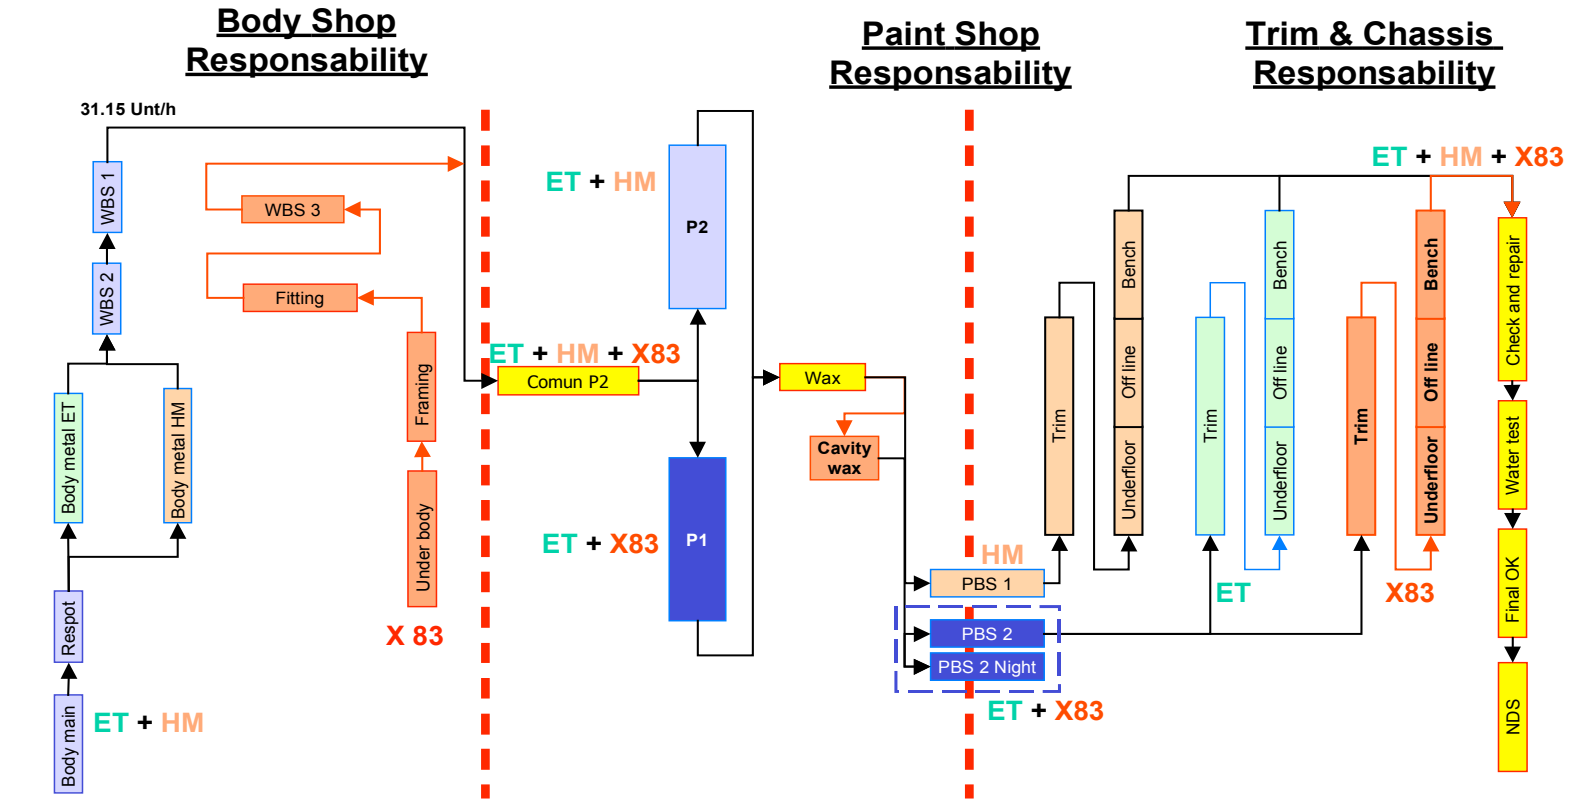 Body Shop
Responsability
Paint Shop
Responsability
Trim & Chassis
Responsability
31.15 Unt/h
WBS 1
WBS 2
Body metal ET
Body metal HM
Respot
Body main
ET + HM
WBS 3
Fitting
Framing
Under body
X 83
ET + HM
P2
ET + HM + X83
Comun P2
ET + X83
P1
Wax
Cavity
wax
HM
PBS 1
PBS 2
PBS 2 Night
ET + X83
Trim
Bench
Off line
Underfloor
Trim
Bench
Off line
Underfloor
ET
Trim
Bench
Off line
Underfloor
X83
ET + HM + X83
Check and repair
Water test
Final OK
NDS